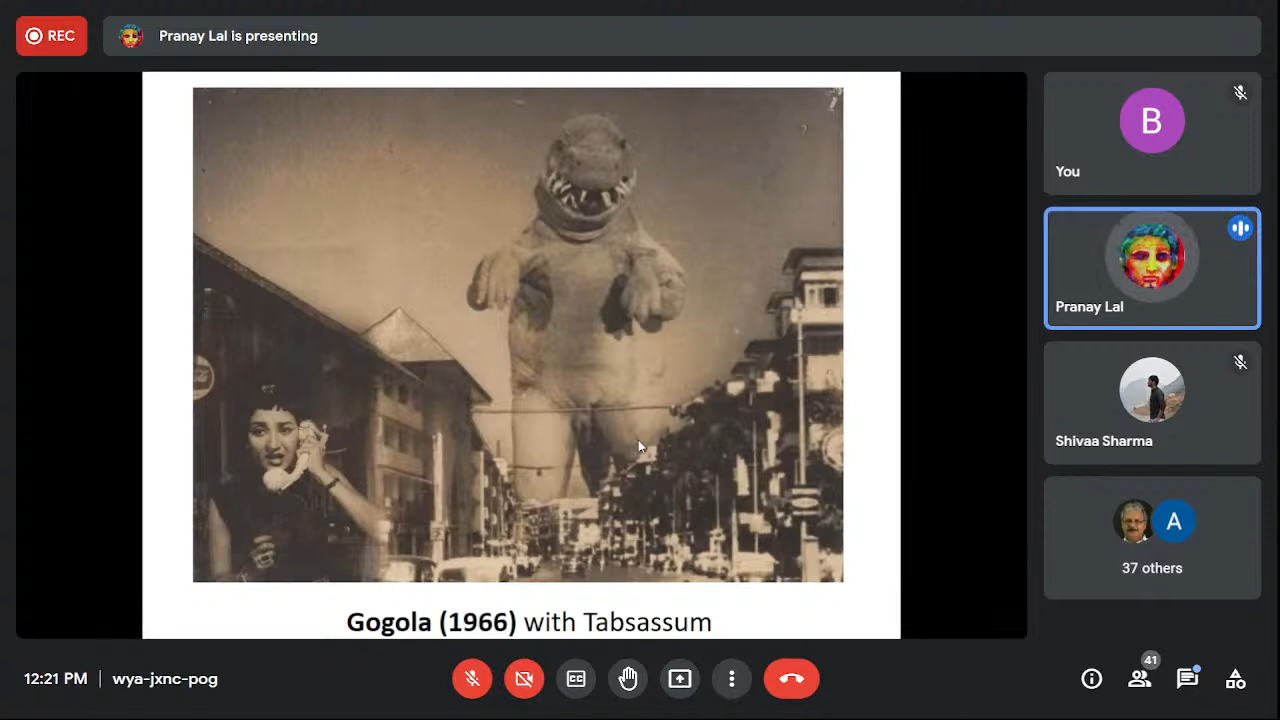 REC
Pranay Lal is presenting
B
You
Pranay Lal
Shivaa Sharma
A
37 others
Gogola (1966) with Tabsassum
12:21 PM
wya-jxnc-pog
CC
41